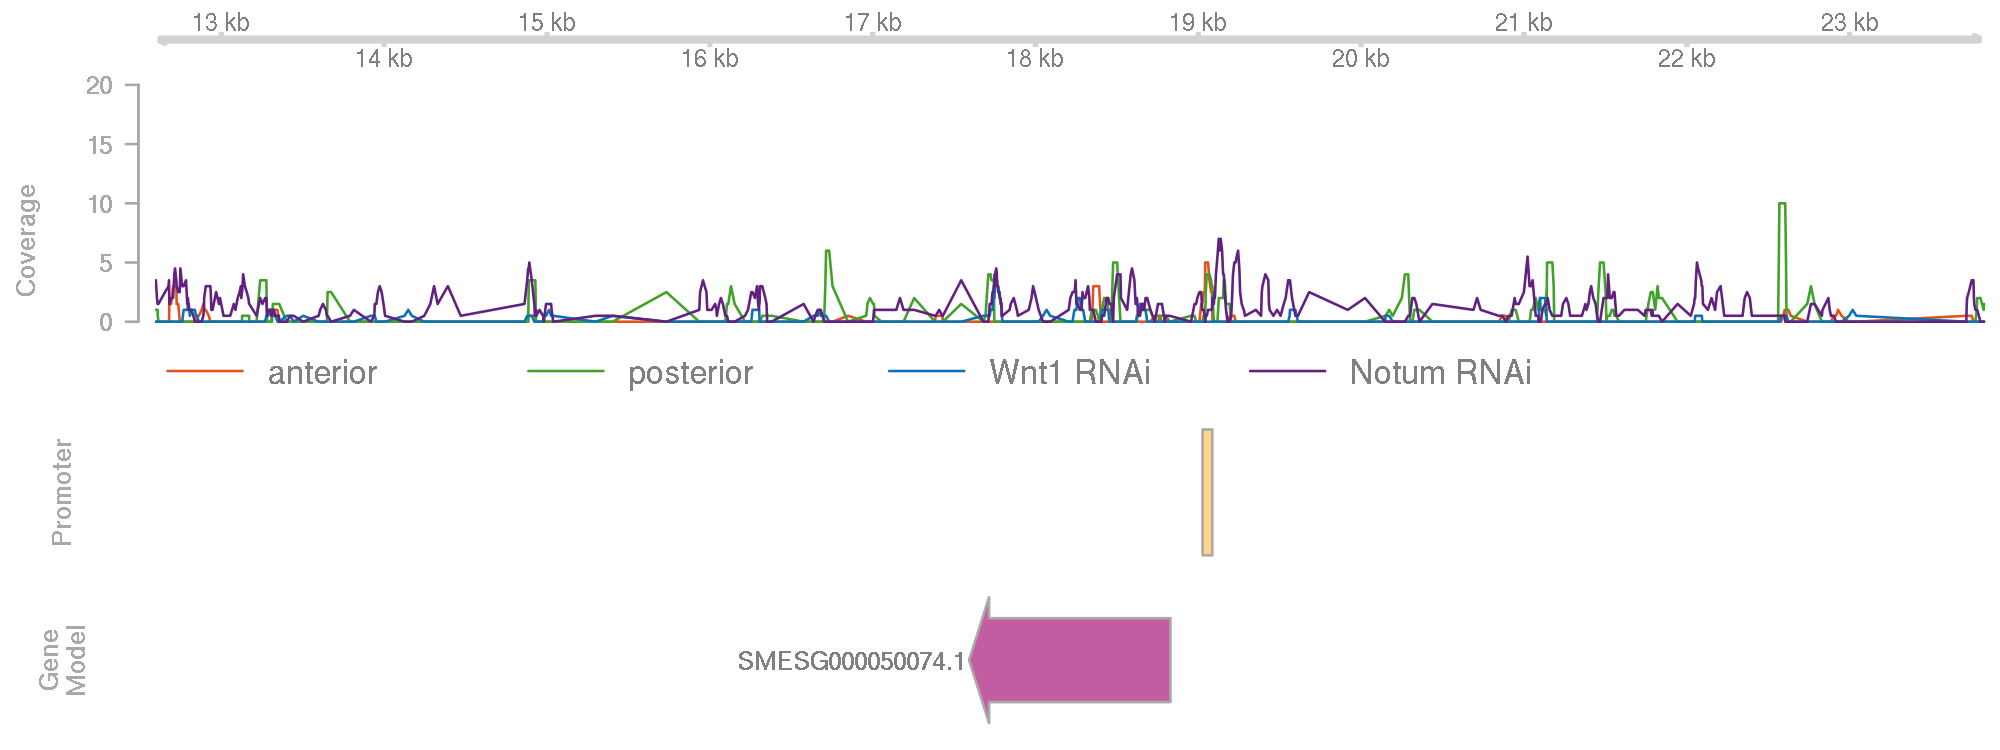 13 kb 15 kb 17 kb 19 kb 21 kb 23 kb
14 kb 16 kb 18 kb 20 kb 22 kb
20
15
10
5
0
Coverage
anterior posterior Wnt1 RNAi Notum RNAi
Promoter
Gene
Model
SMESG000050074.1